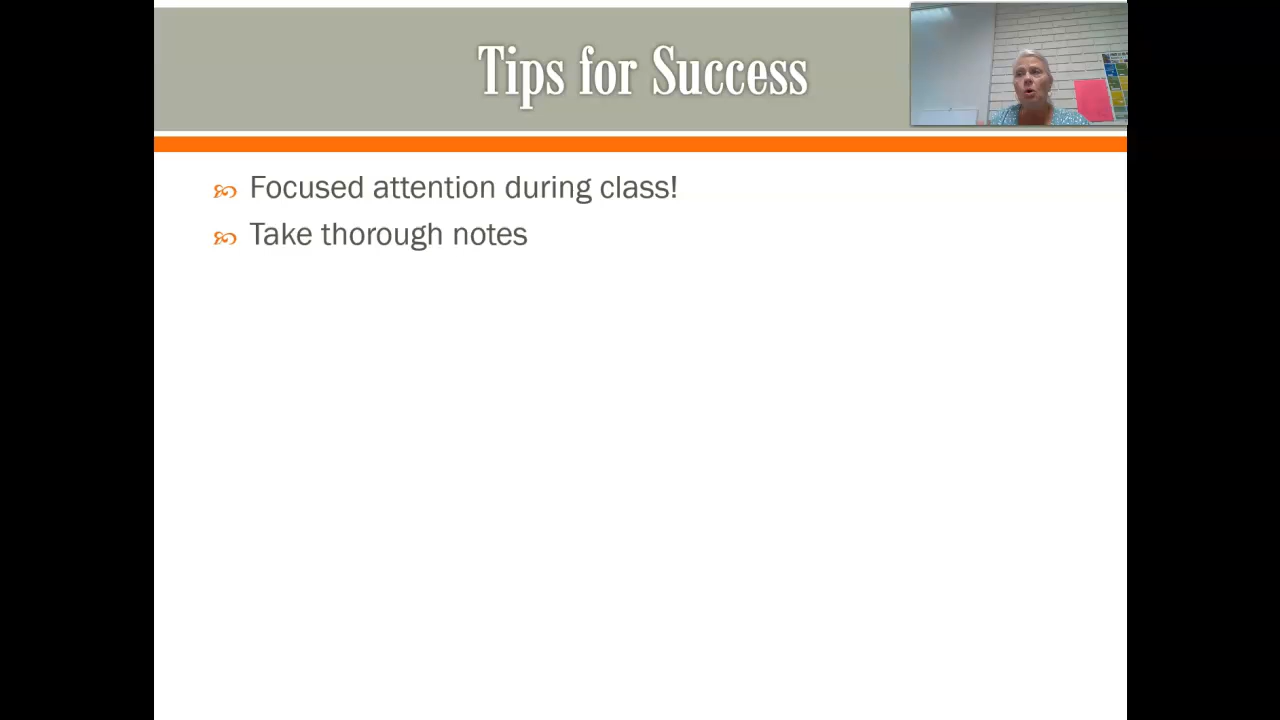 Tips for Success
Focused attention during class!
Take thorough notes